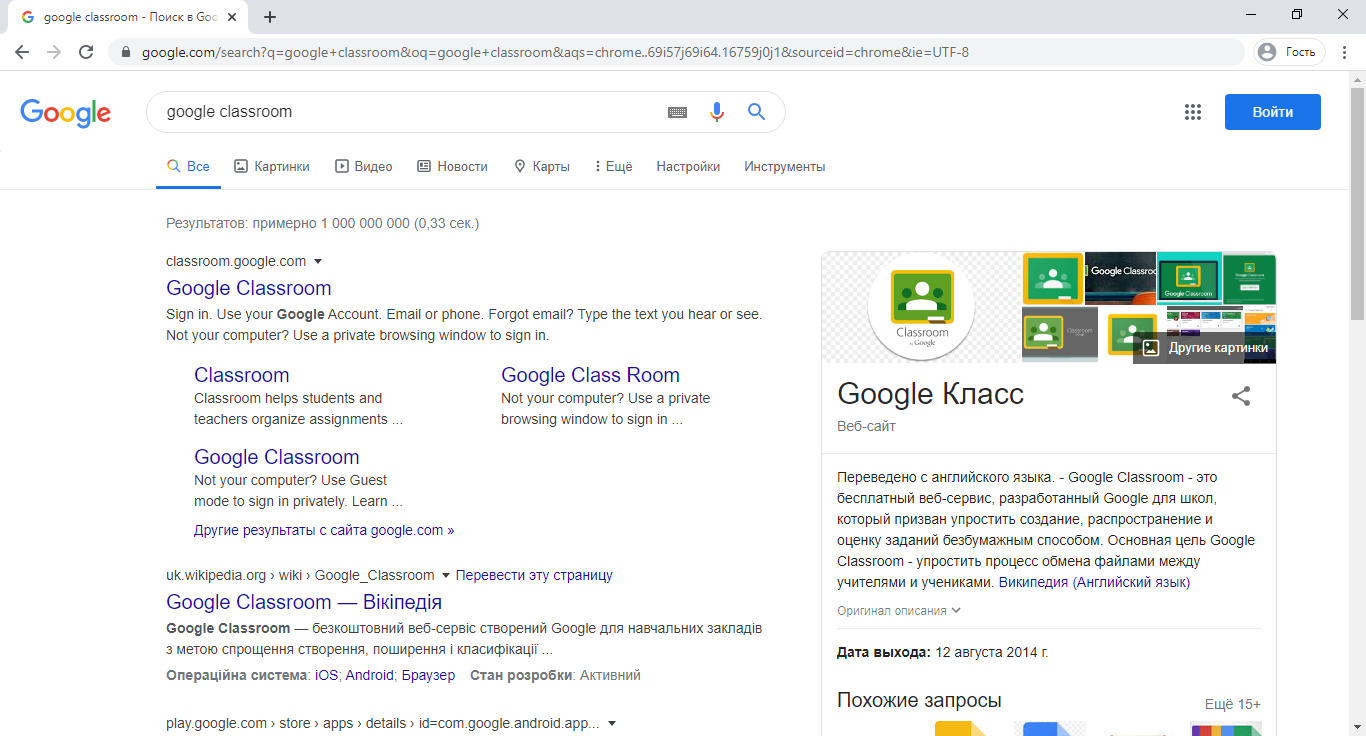 google classroom - Поиск в Goo
google.com/search?q=google+classroom&oq=google+classroom&aqs=chrome..69i57j69i64.16759j0j1&sourceid=chrome&ie=UTF-8
Гость
Google
google classroom
Войти
Все
Картинки
Видео
Новости
Карты
Ещё
Настройки
Инструменты
Результатов: примерно 1 000 000 000 (0,33 сек.)
classroom.google.com
Google Classroom
Sign in. Use your Google Account. Email or phone. Forgot email? Type the text you hear or see.
Not your computer? Use a private browsing window to sign in.
Classroom
Classroom helps students and
teachers organize assignments ...
Google Class Room
Not your computer? Use a private
browsing window to sign in ...
Google Classroom
Not your computer? Use Guest
mode to sign in privately. Learn ...
Другие результаты с сайта google.com »
uk.wikipedia.org › wiki › Google_Classroom
Перевести эту страницу
Google Classroom — Вікіпедія
Google Classroom — безкоштовний веб-сервіс створений Google для навчальних закладів
з метою спрощення створення, поширення і класифікації ...
Операційна система: iOS; Android; Браузер Стан розробки: Активний
play.google.com › store › apps › details › id=com.google.android.app...
Classroom
by Google
Google Classroo
Google Classroom
Другие картинки
Google Класс
Веб-сайт
Переведено с английского языка. - Google Classroom - это
бесплатный веб-сервис, разработанный Google для школ,
который призван упростить создание, распространение и
оценку заданий безбумажным способом. Основная цель Google
Classroom - упростить процесс обмена файлами между
учителями и учениками. Википедия (Английский язык)
Оригинал описания
Дата выхода: 12 августа 2014 г.
Похожие запросы
Ещё 15+